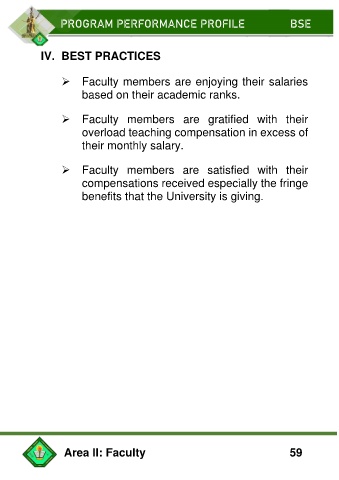 PROGRAM PERFORMANCE PROFILE BSE
IV. BEST PRACTICES
➢ Faculty members are enjoying their salaries
based on their academic ranks.
➢ Faculty members are gratified with their
overload teaching compensation in excess of
their monthly salary.
➢ Faculty members are satisfied with their
compensations received especially the fringe
benefits that the University is giving.
Area II: Faculty 59